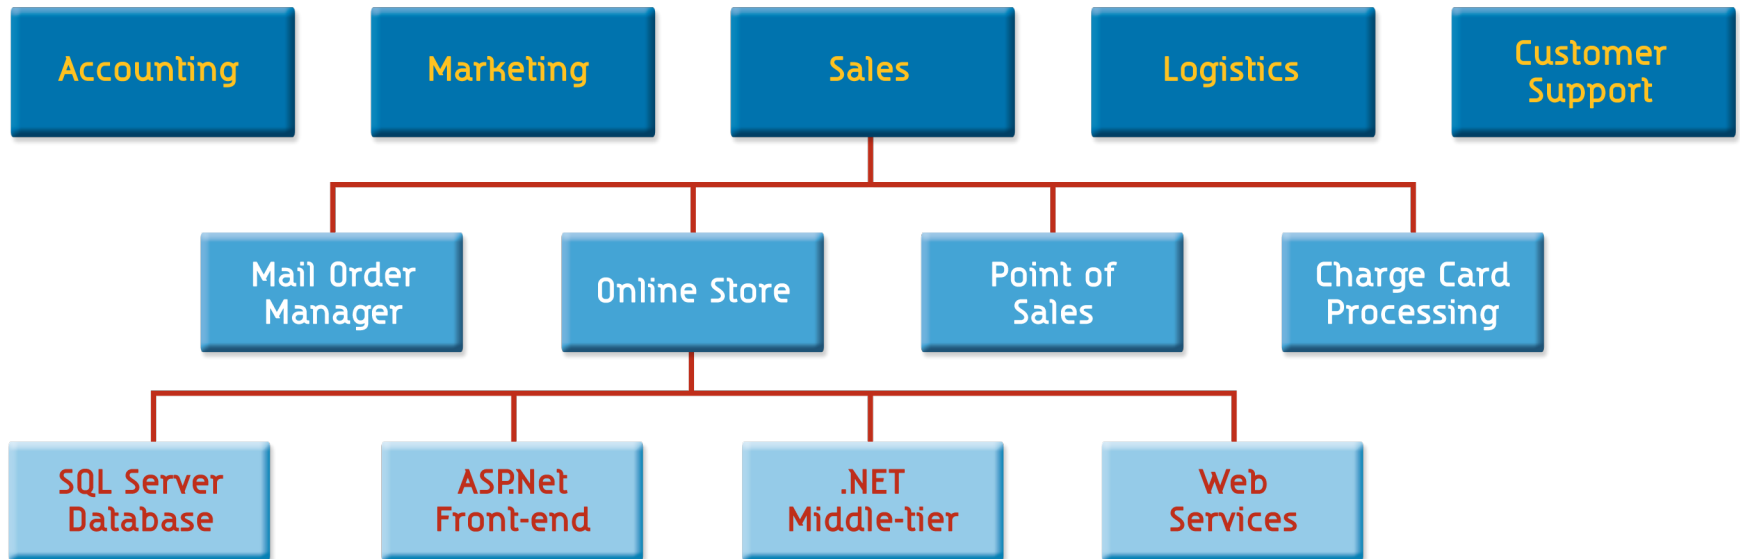 Accounting
Marketing
Sales
Logistics
Customer
Support
Mail Order
Manager
Online Store
Point of
Sales
Charge Card
Processing
SQL Server
Database
ASP.Net
Front-end
.NET
Middle-tier
Web
Services